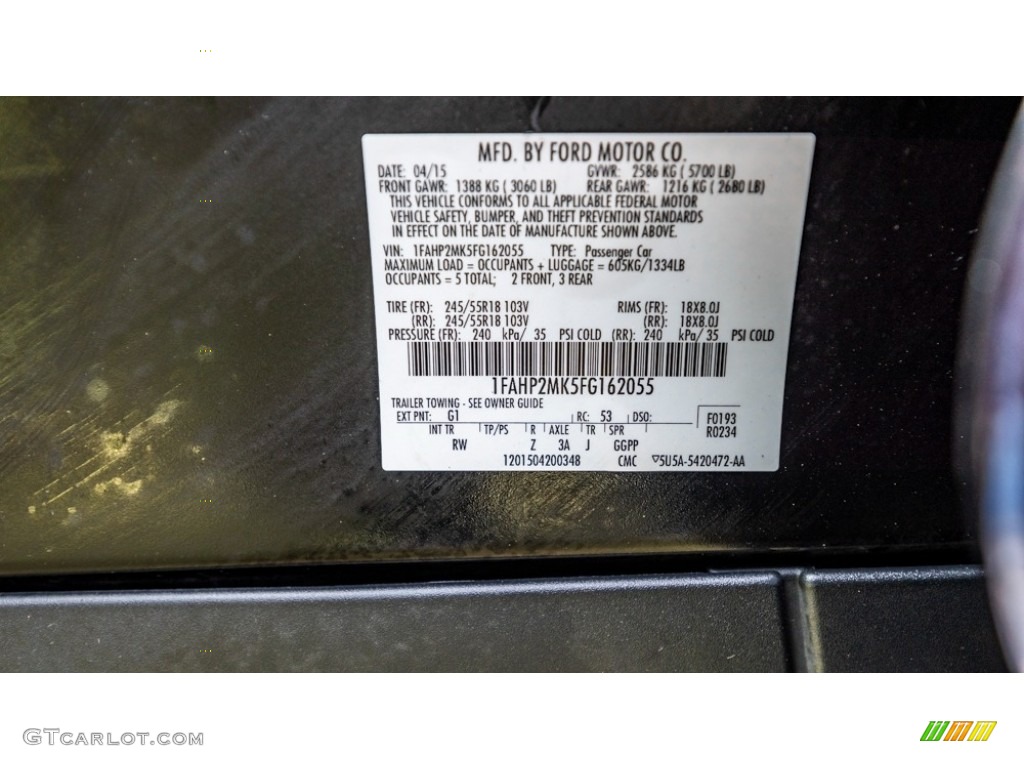 MFD. BY FORD MOTOR CO.
DATE: 04/15 GVWR: 2586 KG ( 5700 LB)
FRONT GAWR: 1388 KG ( 3060 LB) REAR GAWR: 1216 KG ( 2680 LB)
THIS VEHICLE CONFORMS TO ALL APPLICABLE FEDERAL MOTOR
VEHICLE SAFETY, BUMPER, AND THEFT PREVENTION STANDARDS
IN EFFECT ON THE DATE OF MANUFACTURE SHOWN ABOVE.
VIN: 1FAHP2MK5FG162055 TYPE: Passenger Car
MAXIMUM LOAD = OCCUPANTS + LUGGAGE = 605KG/1334LB
OCCUPANTS = 5 TOTAL; 2 FRONT, 3 REAR
TIRE (FR): 245/55R18 103V RIMS (FR): 18X8.0J
(RR): 245/55R18 103V (RR): 18X8.0J
PRESSURE (FR): 240 kPa/ 35 PSI COLD (RR): 240 kPa/ 35 PSI COLD
1FAHP2MK5FG162055
TRAILER TOWING - SEE OWNER GUIDE
EXT PNT: G1 RC: 53 DSO: F0193
INT TR TP/PS R AXLE TR SPR R0234
RW Z 3A J GGPP
1201504200348 CMC 5U5A-5420472-AA
GTCARLOT.COM